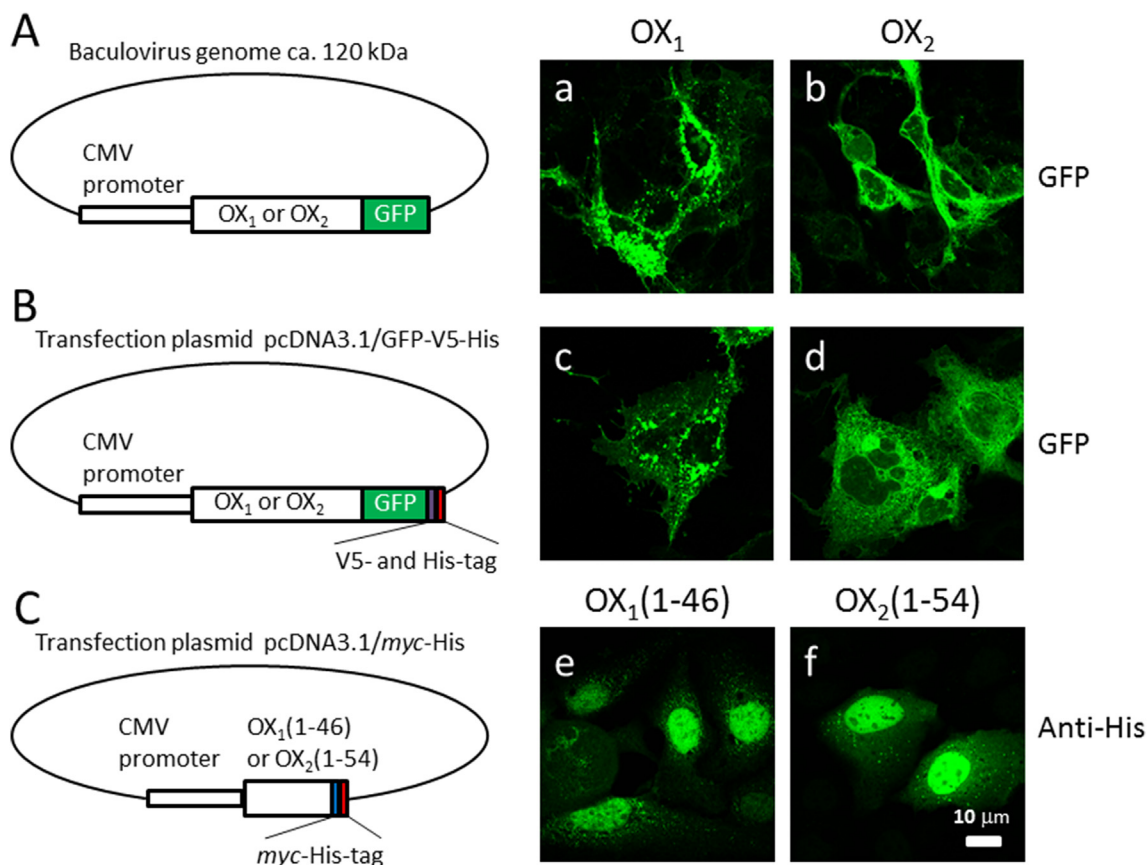 A
Baculovirus genome ca. 120 kDa
CMV
promoter
OX₁ or OX₂
GFP
OX₁
OX₂
a
b
GFP
B
Transfection plasmid pcDNA3.1/GFP-V5-His
CMV
promoter
OX₁ or OX₂
GFP
V5- and His-tag
c
d
GFP
C
Transfection plasmid pcDNA3.1/myc-His
CMV
promoter
OX₁(1-46)
or OX₂(1-54)
myc-His-tag
OX₁(1-46)
OX₂(1-54)
e
f
Anti-His
10 μm